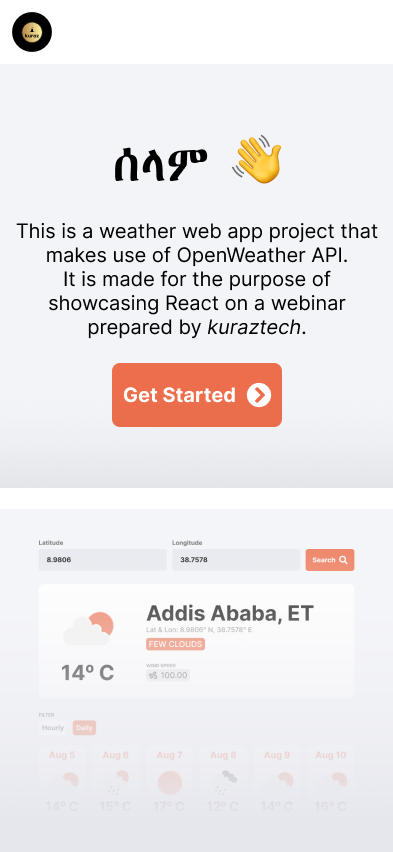 kuraz
ሰላም
This is a weather web app project that
makes use of OpenWeather API.
It is made for the purpose of
showcasing React on a webinar
prepared by kuraztech.
Get Started
Latitude
Longitude
8.9806
38.7578
Search
Addis Ababa, ET
Lat & Lon: 8.9806° N, 38.7578° E
FEW CLOUDS
14° C
WIND SPEED
100.00
FILTER
Hourly
Daily
Aug 5
Aug 6
Aug 7
Aug 8
Aug 9
Aug 10
14° C
15° C
17° C
12° C
14° C
16° C